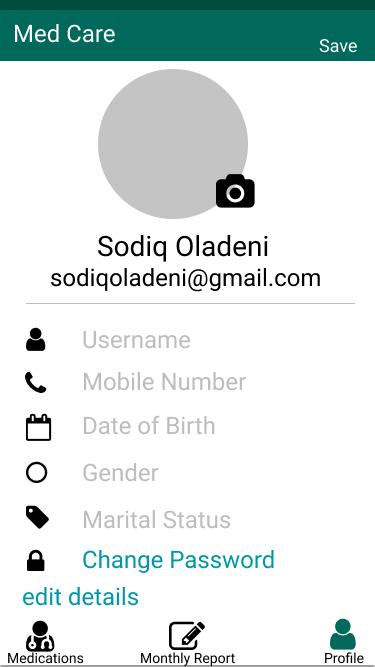 Med Care
Save
Sodiq Oladeni
sodiqoladeni@gmail.com
Username
Mobile Number
Date of Birth
Gender
Marital Status
Change Password
edit details
Medications Monthly Report Profile